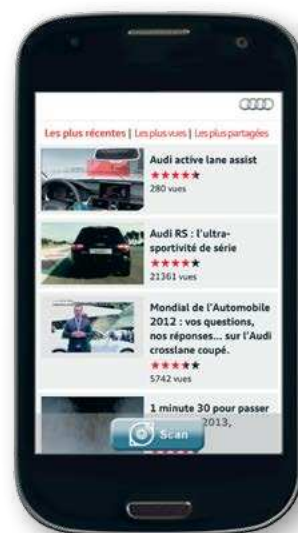 Les plus récentes | Les plus vues | Les plus partagées
Audi active lane assist
280 vues
Audi RS : l'ultra-
sportivité de série
21361 vues
Mondial de l'Automobile
2012 : vos questions,
nos réponses... sur l'Audi
crosslane coupé.
5742 vues
1 minute 30 pour passer
2013,
Scan